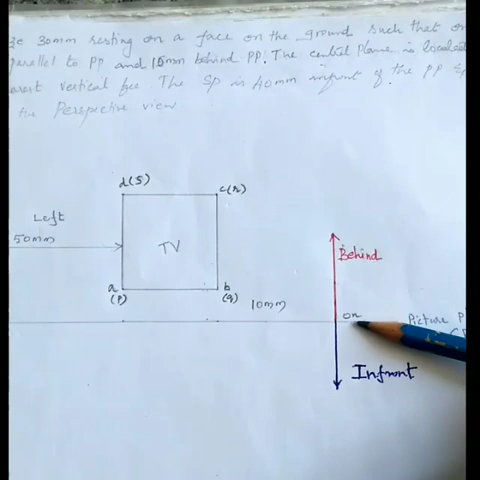 30mm resting on a face on the ground such that
parallel to PP and 10mm behind PP. The central Plane is located
vertical face. The SP is 40mm infront of the PP
the Perspective view
d(s) c(r)
Left
50mm
TV
a b
(p) (q)
10mm
Behind
on
Picture P
Infront